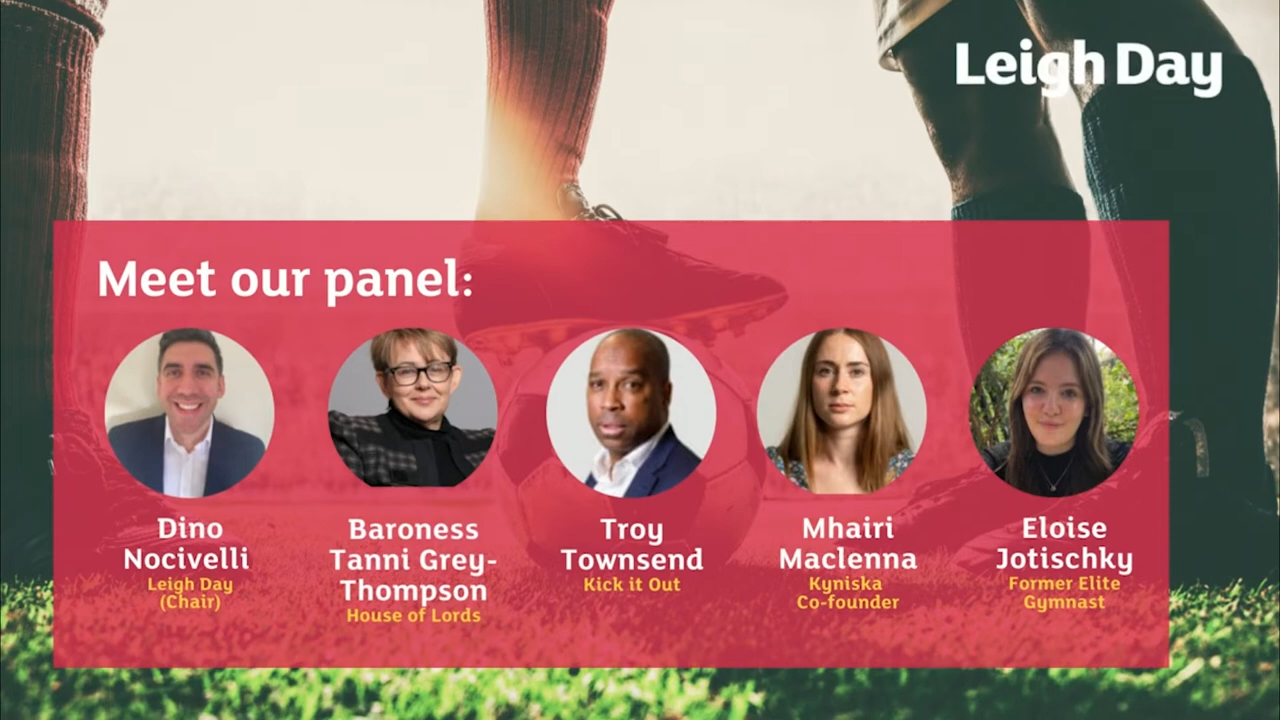 Leigh Day
Meet our panel:
Dino
Nocivelli
Leigh Day
(Chair)
Baroness
Tanni Grey-
Thompson
House of Lords
Troy
Townsend
Kick it Out
Mhairi
Maclenna
Kyniska
Co-founder
Eloise
Jotischky
Former Elite
Gymnast